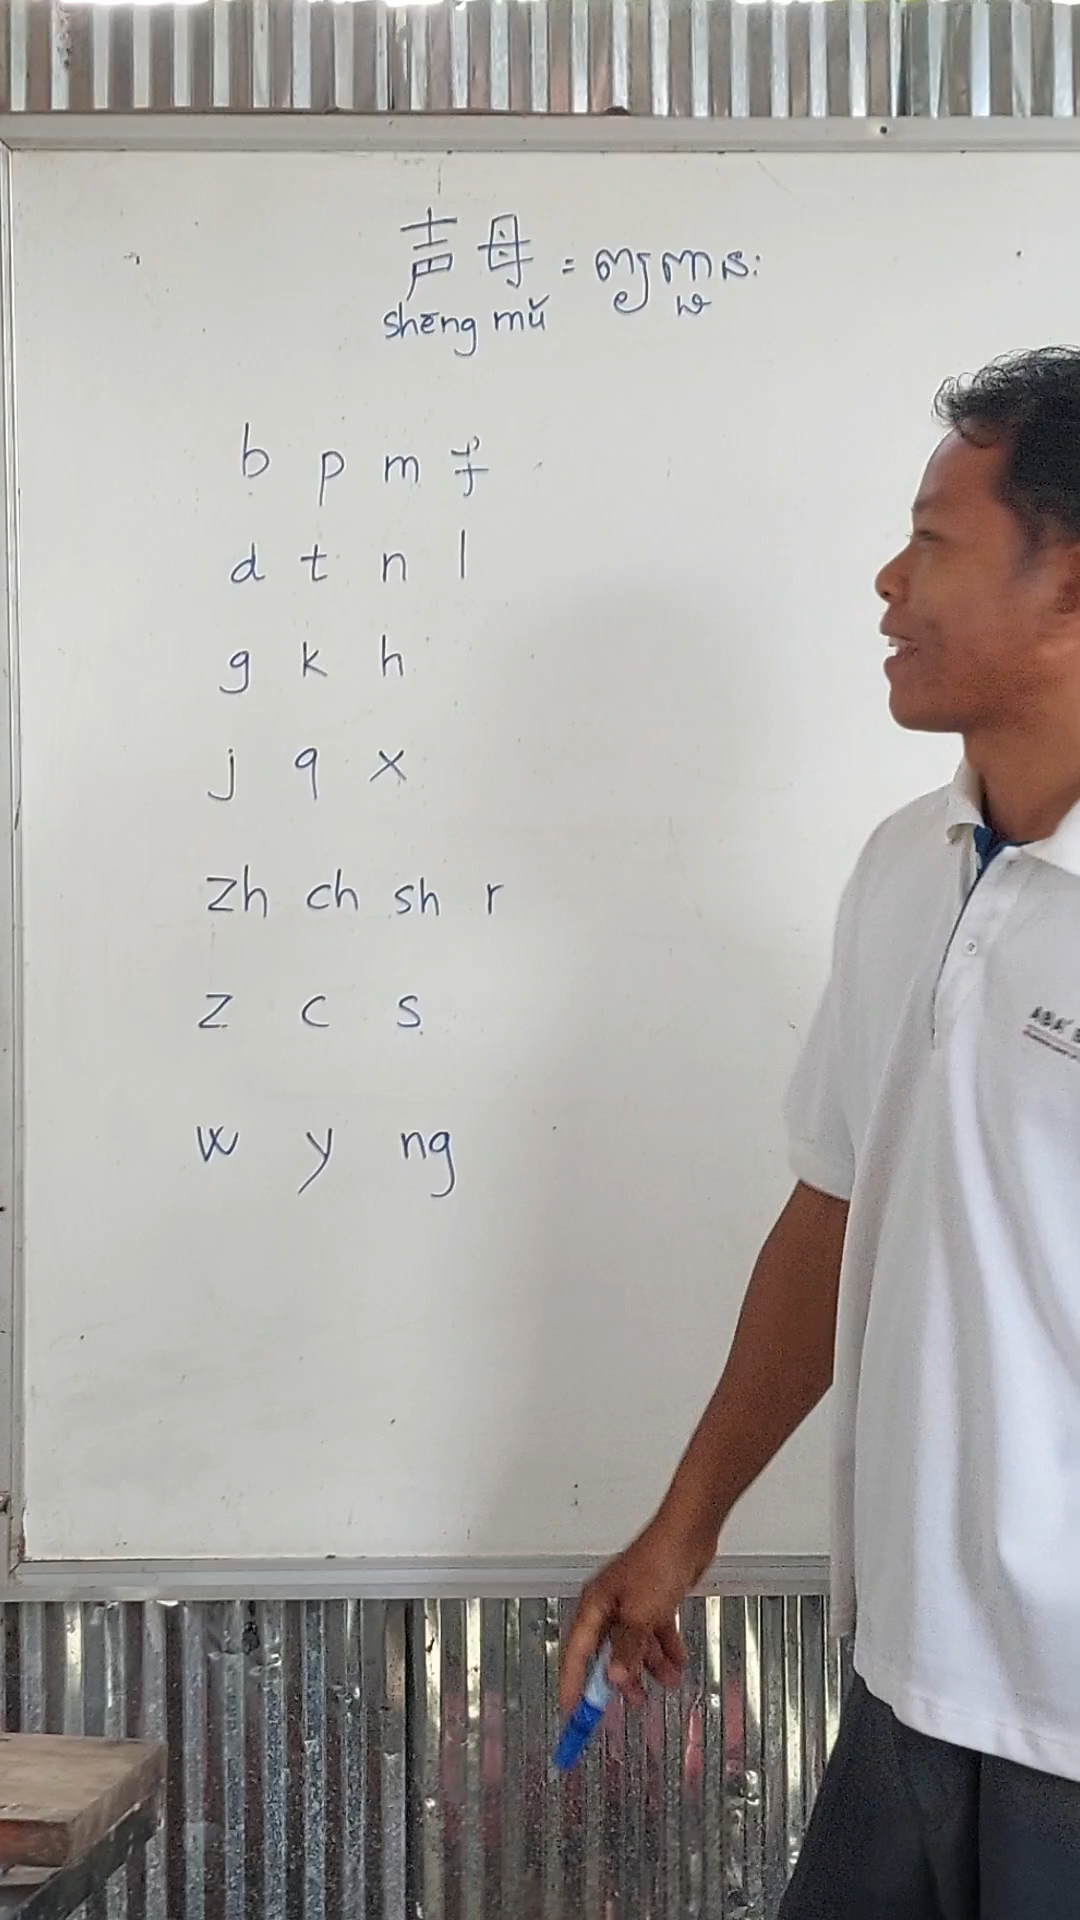 声母 = ព្យញ្ជនៈ
shēng mǔ
b p m f
d t n l
g k h
j q x
zh ch sh r
z c s
w y ng